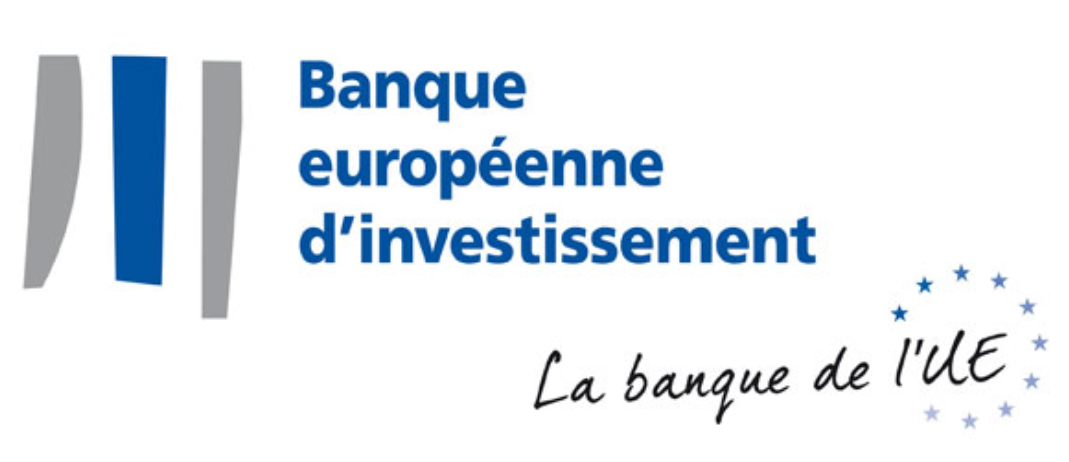 Banque
européenne
d’investissement
La banque de l'UE